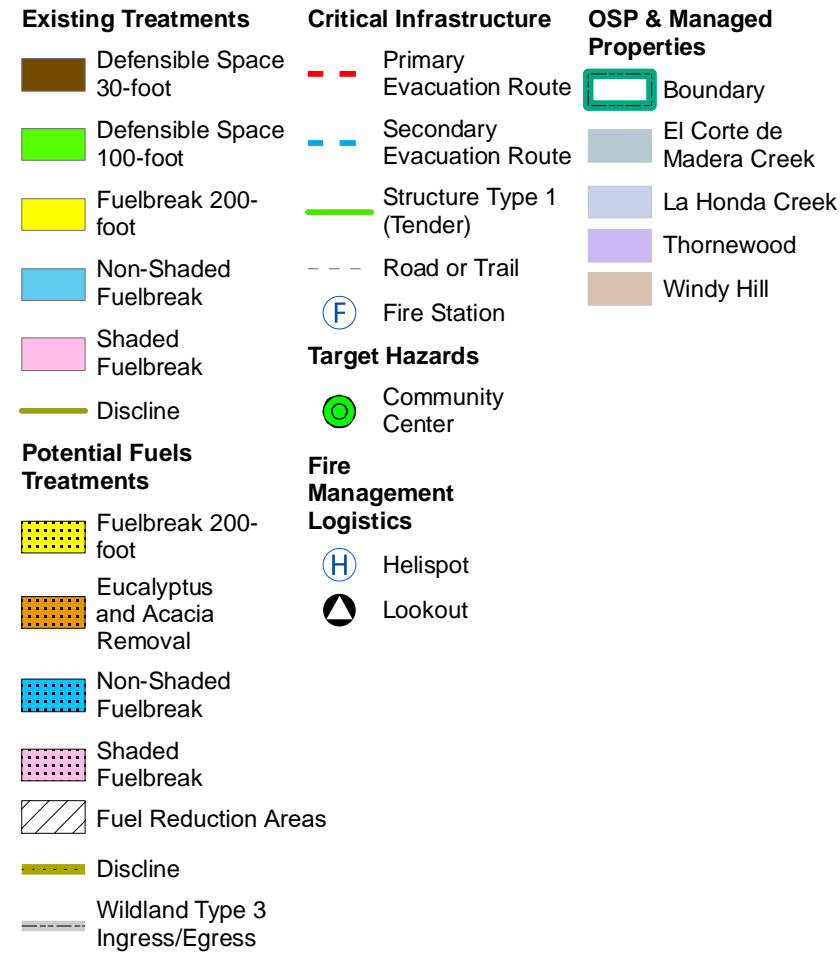 Existing Treatments
Defensible Space
30-foot
Defensible Space
100-foot
Fuelbreak 200-
foot
Non-Shaded
Fuelbreak
Shaded
Fuelbreak
Discline
Potential Fuels
Treatments
Fuelbreak 200-
foot
Eucalyptus
and Acacia
Removal
Non-Shaded
Fuelbreak
Shaded
Fuelbreak
Fuel Reduction Areas
Discline
Wildland Type 3
Ingress/Egress
Critical Infrastructure
Primary
Evacuation Route
Secondary
Evacuation Route
Structure Type 1
(Tender)
Road or Trail
F Fire Station
Target Hazards
Community
Center
Fire
Management
Logistics
H Helispot
Lookout
OSP & Managed
Properties
Boundary
El Corte de
Madera Creek
La Honda Creek
Thornewood
Windy Hill